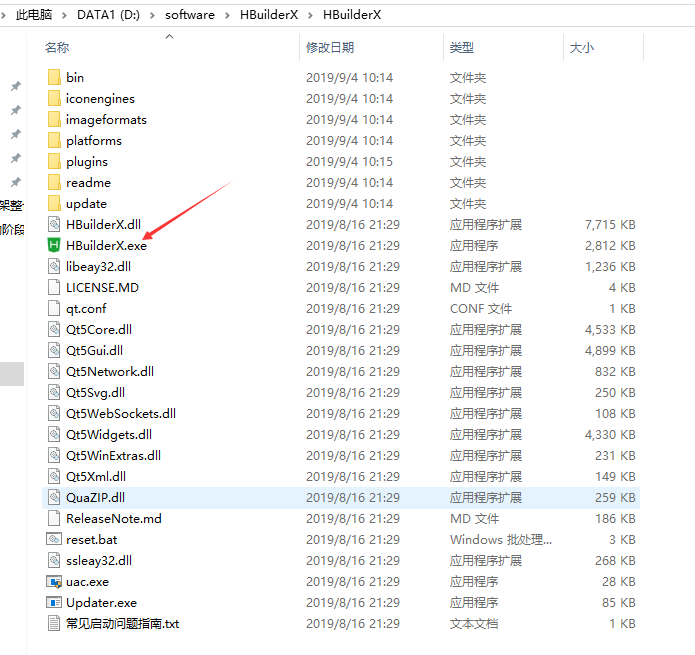 此电脑 > DATA1 (D:) > software > HBuilderX > HBuilderX
名称 修改日期 类型 大小
bin 2019/9/4 10:14 文件夹
iconengines 2019/9/4 10:14 文件夹
imageformats 2019/9/4 10:14 文件夹
platforms 2019/9/4 10:14 文件夹
plugins 2019/9/4 10:15 文件夹
readme 2019/9/4 10:14 文件夹
架整
update 2019/9/4 10:14 文件夹
阶段
HBuilderX.dll 2019/8/16 21:29 应用程序扩展 7,715 KB
HBuilderX.exe 2019/8/16 21:29 应用程序 2,812 KB
libeay32.dll 2019/8/16 21:29 应用程序扩展 1,236 KB
LICENSE.MD 2019/8/16 21:29 MD 文件 4 KB
qt.conf 2019/8/16 21:29 CONF 文件 1 KB
Qt5Core.dll 2019/8/16 21:29 应用程序扩展 4,533 KB
Qt5Gui.dll 2019/8/16 21:29 应用程序扩展 4,899 KB
Qt5Network.dll 2019/8/16 21:29 应用程序扩展 832 KB
Qt5Svg.dll 2019/8/16 21:29 应用程序扩展 250 KB
Qt5WebSockets.dll 2019/8/16 21:29 应用程序扩展 108 KB
Qt5Widgets.dll 2019/8/16 21:29 应用程序扩展 4,330 KB
Qt5WinExtras.dll 2019/8/16 21:29 应用程序扩展 231 KB
Qt5Xml.dll 2019/8/16 21:29 应用程序扩展 149 KB
QuaZIP.dll 2019/8/16 21:29 应用程序扩展 259 KB
ReleaseNote.md 2019/8/16 21:29 MD 文件 186 KB
reset.bat 2019/8/16 21:29 Windows 批处理... 3 KB
ssleay32.dll 2019/8/16 21:29 应用程序扩展 268 KB
uac.exe 2019/8/16 21:29 应用程序 28 KB
Updater.exe 2019/8/16 21:29 应用程序 85 KB
常见启动问题指南.txt 2019/8/16 21:29 文本文档 1 KB